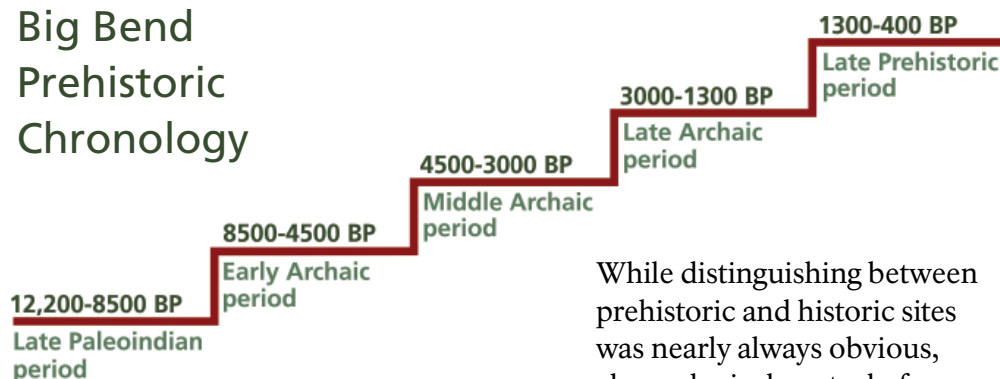 Big Bend
Prehistoric
Chronology
1300-400 BP
Late Prehistoric
period
3000-1300 BP
Late Archaic
period
4500-3000 BP
Middle Archaic
period
8500-4500 BP
Early Archaic
period
12,200-8500 BP
Late Paleoindian
period
While distinguishing between
prehistoric and historic sites
was nearly always obvious,